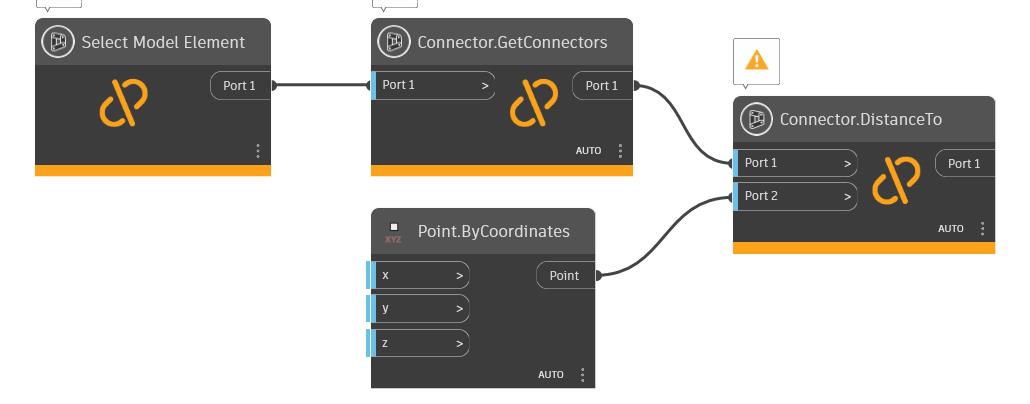 Select Model Element
Port 1
Connector.GetConnectors
Port 1 >
Port 1
AUTO
Connector.DistanceTo
Port 1 >
Port 1
Port 2 >
AUTO
XYZ
Point.ByCoordinates
x >
Point
y >
z >
AUTO